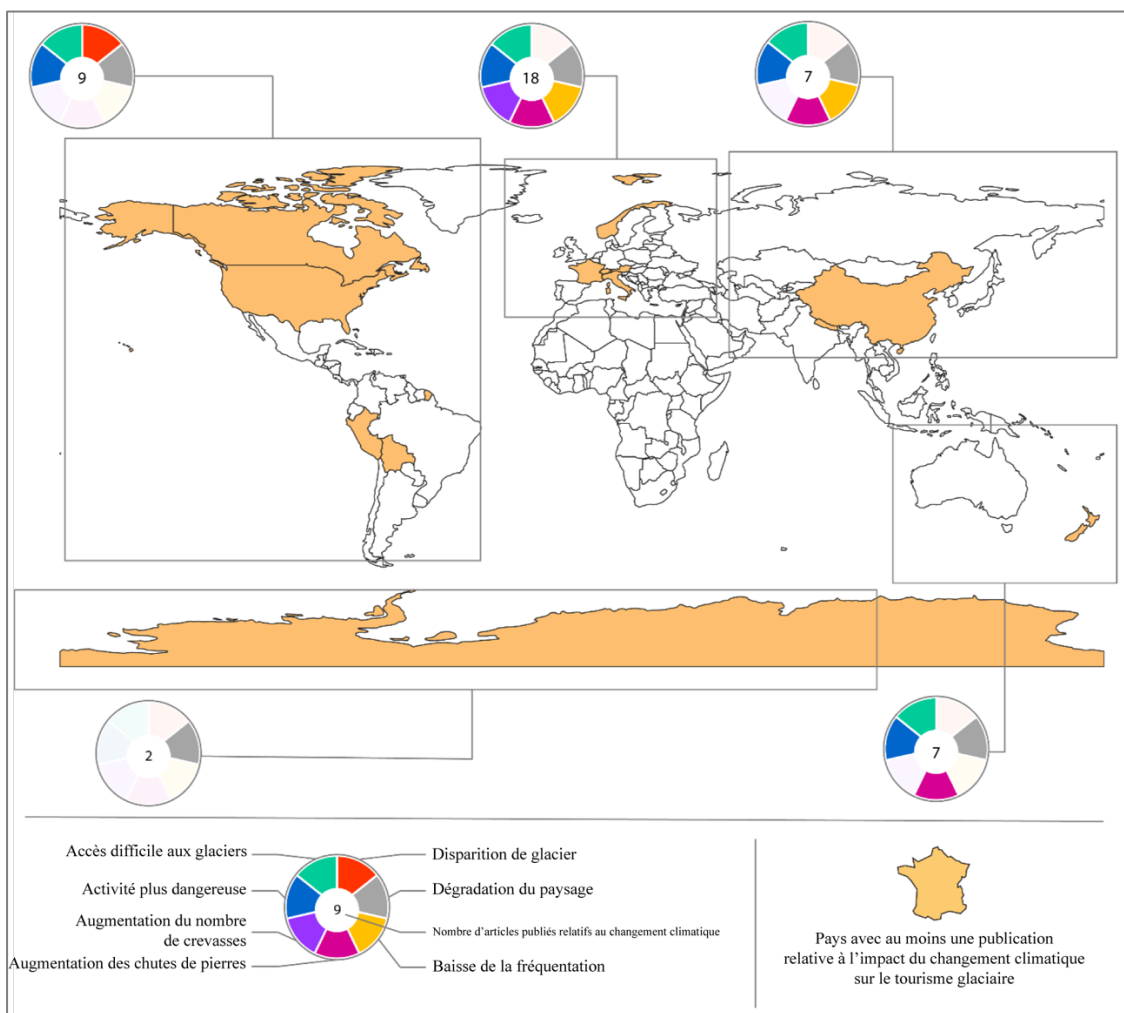 9
18
7
2
7
Accès difficile aux glaciers
Activité plus dangereuse
Augmentation du nombre
de crevasses
Augmentation des chutes de pierres
9
Disparition de glacier
Dégradation du paysage
Nombre d'articles publiés relatifs au changement climatique
Baisse de la fréquentation
Pays avec au moins une publication
relative à l'impact du changement climatique
sur le tourisme glaciaire